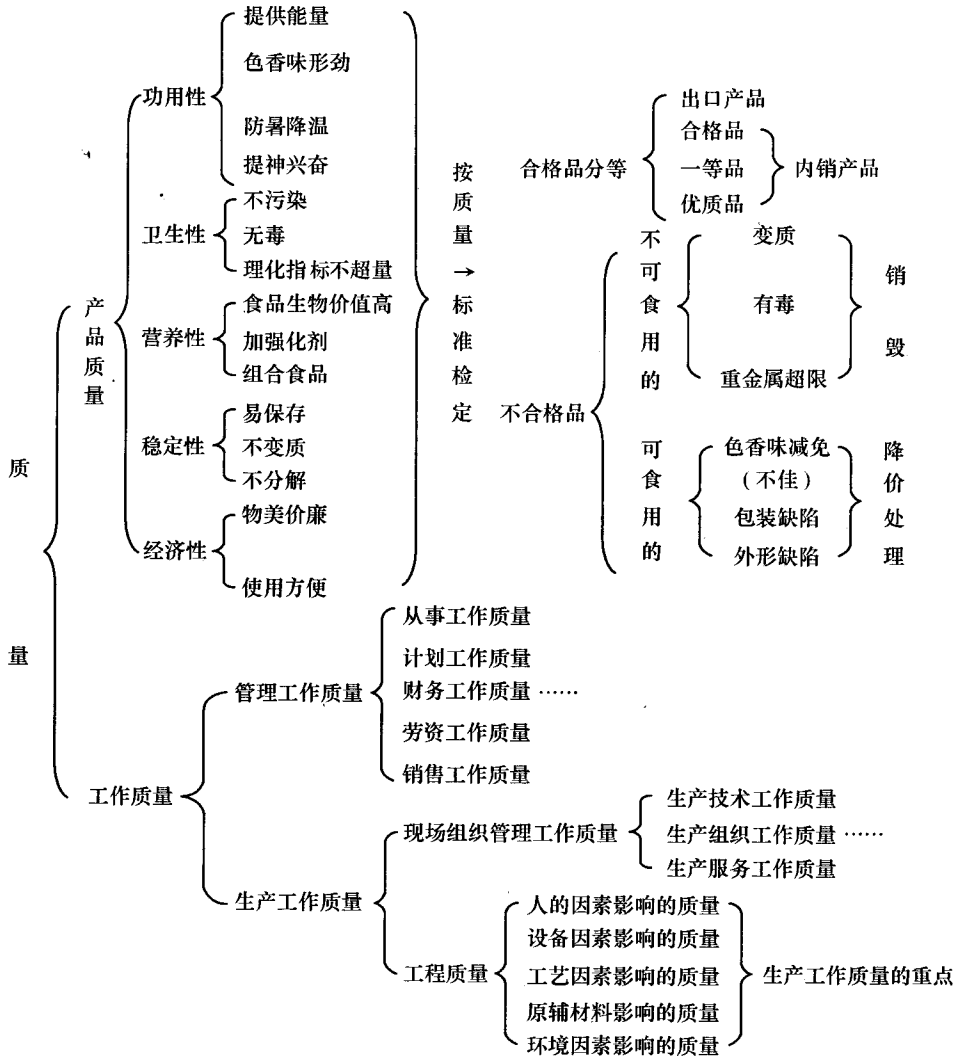 质量
产品质量
功用性
提供能量
色香味形劲
防暑降温
提神兴奋
卫生性
不污染
无毒
理化指标不超量
营养性
食品生物价值高
加强化剂
组合食品
稳定性
易保存
不变质
不分解
经济性
物美价廉
使用方便
按质量→标准检定
合格品分等
出口产品
合格品
一等品
优质品
内销产品
不合格品
不可食用的
变质
有毒
重金属超限
销毁
可食用的
色香味减免
(不佳)
包装缺陷
外形缺陷
降价处理
工作质量
管理工作质量
从事工作质量
计划工作质量
财务工作质量……
劳资工作质量
销售工作质量
生产工作质量
现场组织管理工作质量
生产技术工作质量
生产组织工作质量……
生产服务工作质量
工程质量
人的因素影响的质量
设备因素影响的质量
工艺因素影响的质量
原辅材料影响的质量
环境因素影响的质量
生产工作质量的重点